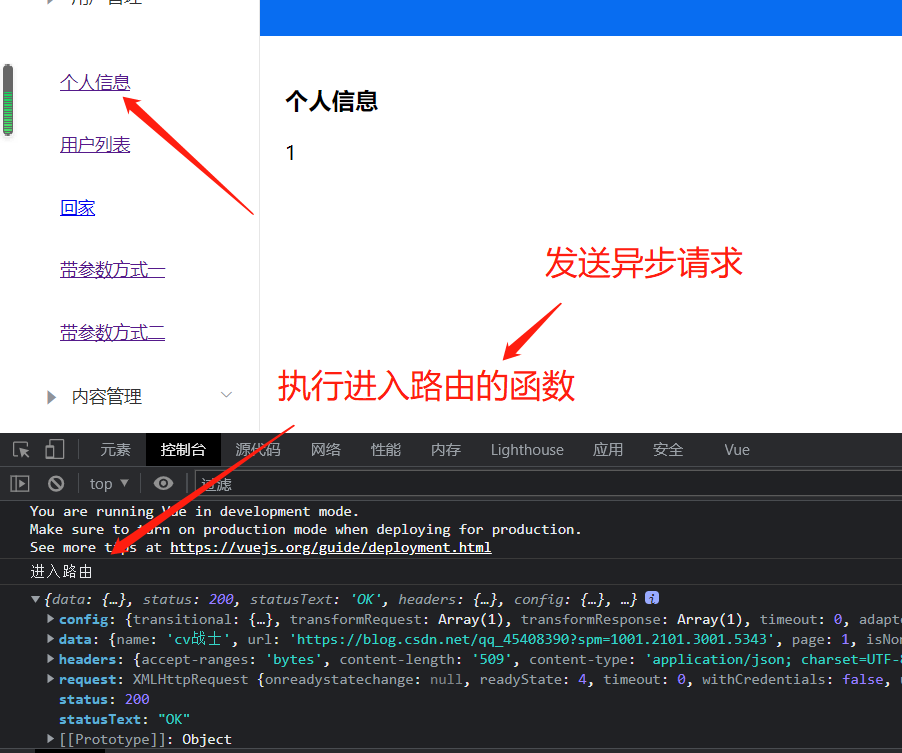 用户管理
个人信息
用户列表
回家
带参数方式一
带参数方式二
内容管理
个人信息
1
发送异步请求
执行进入路由的函数
元素 控制台 源代码 网络 性能 内存 Lighthouse 应用 安全 Vue
top ▼ 过滤
You are running Vue in development mode.
Make sure to turn on production mode when deploying for production.
See more tips at https://vuejs.org/guide/deployment.html
进入路由
▼{data: {…}, status: 200, statusText: 'OK', headers: {…}, config: {…}, …} i
▶config: {transitional: {…}, transformRequest: Array(1), transformResponse: Array(1), timeout: 0, adapt
▶data: {name: 'cv战士', url: 'https://blog.csdn.net/qq_45408390?spm=1001.2101.3001.5343', page: 1, isNo
▶headers: {accept-ranges: 'bytes', content-length: '509', content-type: 'application/json; charset=UTF-
▶request: XMLHttpRequest {onreadystatechange: null, readyState: 4, timeout: 0, withCredentials: false,
status: 200
statusText: "OK"
▶[[Prototype]]: Object